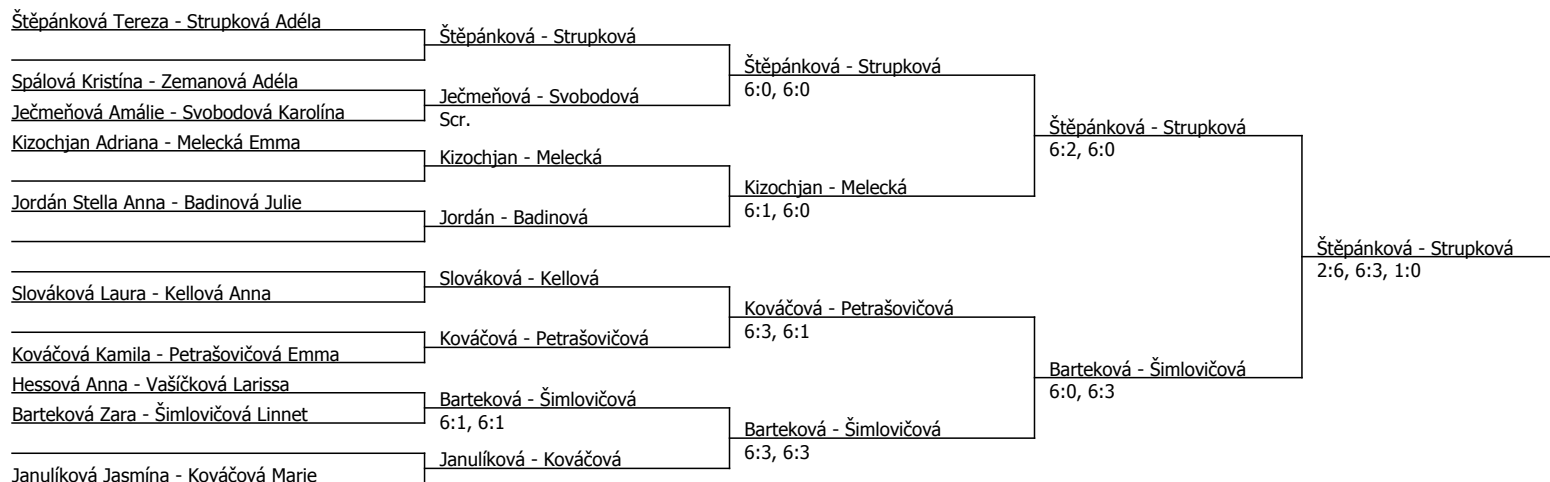 Štěpánková Tereza - Strupková Adéla
Štěpánková - Strupková
Štěpánková - Strupková
6:0, 6:0
Spálová Kristína - Zemanová Adéla
Ječmeňová - Svobodová
Scr.
Ječmeňová Amálie - Svobodová Karolína
Štěpánková - Strupková
6:2, 6:0
Kizochjan Adriana - Melecká Emma
Kizochjan - Melecká
Kizochjan - Melecká
6:1, 6:0
Jordán Stella Anna - Badinová Julie
Jordán - Badinová
Štěpánková - Strupková
2:6, 6:3, 1:0
Slováková - Kellová
Slováková Laura - Kellová Anna
Kováčová - Petrašovičová
6:3, 6:1
Kováčová - Petrašovičová
Kováčová Kamila - Petrašovičová Emma
Barteková - Šimlovičová
6:0, 6:3
Hessová Anna - Vašíčková Larissa
Barteková - Šimlovičová
6:1, 6:1
Barteková Zara - Šimlovičová Linnet
Barteková - Šimlovičová
6:3, 6:3
Janulíková - Kováčová
Janulíková Jasmína - Kováčová Marie